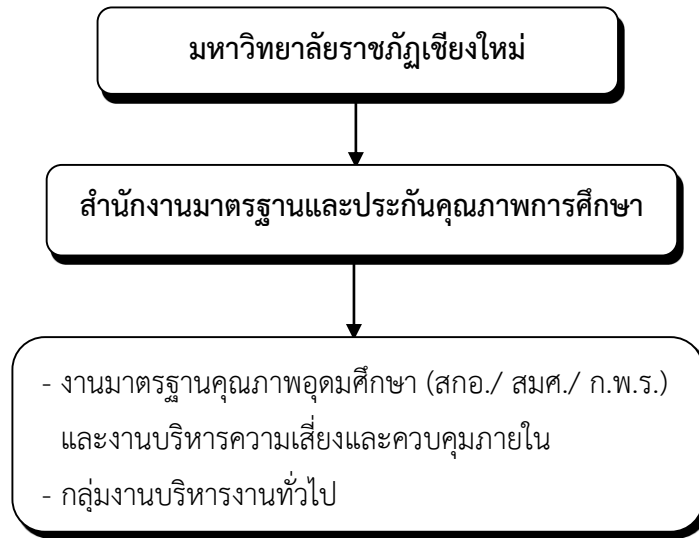 มหาวิทยาลัยราชภัฏเชียงใหม่
สำนักงานมาตรฐานและประกันคุณภาพการศึกษา
- งานมาตรฐานคุณภาพอุดมศึกษา (สกอ./ สมศ./ ก.พ.ร.)
และงานบริหารความเสี่ยงและควบคุมภายใน
- กลุ่มงานบริหารงานทั่วไป